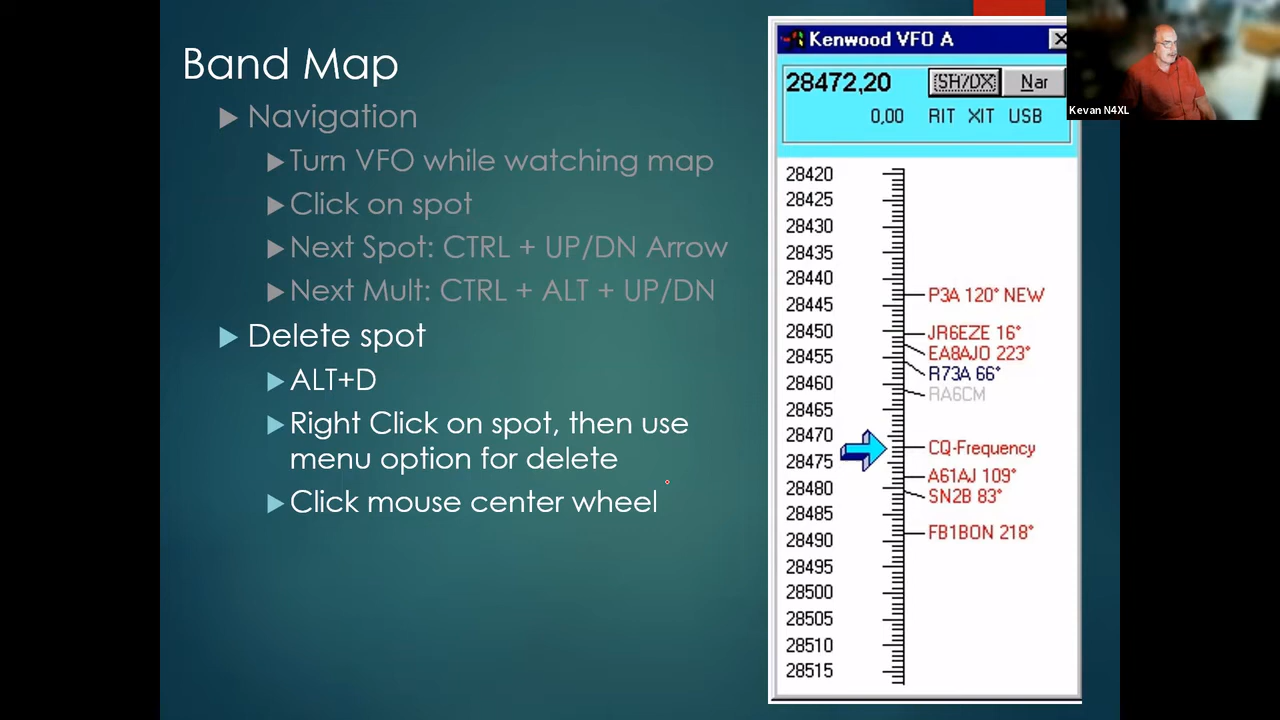 Band Map
Navigation
Turn VFO while watching map
Click on spot
Next Spot: CTRL + UP/DN Arrow
Next Mult: CTRL + ALT + UP/DN
Delete spot
ALT+D
Right Click on spot, then use
menu option for delete
Click mouse center wheel
Kenwood VFO A
28472,20 SH/DX Nar
0,00 RIT XIT USB
28420
28425
28430
28435
28440
P3A 120° NEW
28445
28450
JR6EZE 16°
EA8AJO 223°
28455
R73A 66°
28460
RA6CM
28465
28470
CQ-Frequency
28475
A61AJ 109°
28480
SN2B 83°
28485
FB1BON 218°
28490
28495
28500
28505
28510
28515
Kevan N4XL